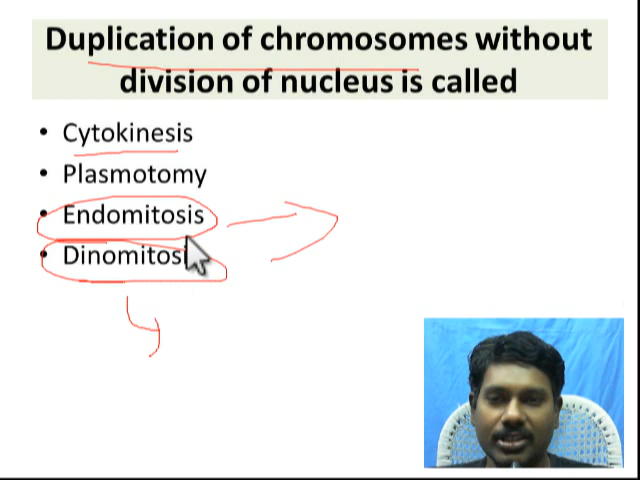 Duplication of chromosomes without
division of nucleus is called
• Cytokinesis
• Plasmotomy
• Endomitosis
• Dinomitosi